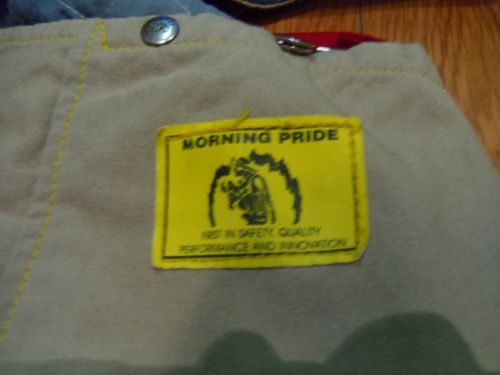 MORNING PRIDE
FIRST IN SAFETY, QUALITY
PERFORMANCE AND INNOVATION